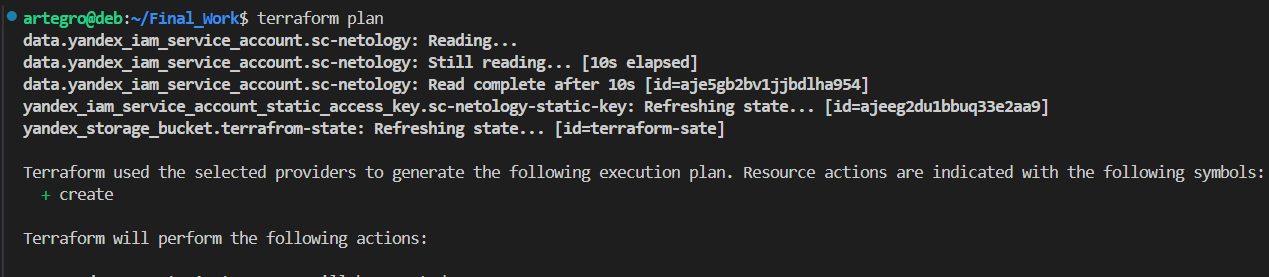 artegro@deb:~/Final_Work$ terraform plan
data.yandex_iam_service_account.sc-netology: Reading...
data.yandex_iam_service_account.sc-netology: Still reading... [10s elapsed]
data.yandex_iam_service_account.sc-netology: Read complete after 10s [id=aje5gb2bv1jjbdlha954]
yandex_iam_service_account_static_access_key.sc-netology-static-key: Refreshing state... [id=ajeeg2du1bbuq33e2aa9]
yandex_storage_bucket.terrafrom-state: Refreshing state... [id=terraform-sate]
Terraform used the selected providers to generate the following execution plan. Resource actions are indicated with the following symbols:
+ create
Terraform will perform the following actions: